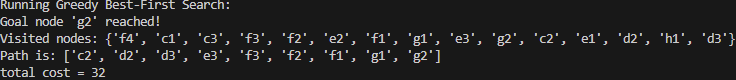 Running Greedy Best-First Search:
Goal node 'g2' reached!
Visited nodes: {'f4', 'c1', 'c3', 'f3', 'f2', 'e2', 'f1', 'g1', 'e3', 'g2', 'c2', 'e1', 'd2', 'h1', 'd3'}
Path is: ['c2', 'd2', 'd3', 'e3', 'f3', 'f2', 'f1', 'g1', 'g2']
total cost = 32